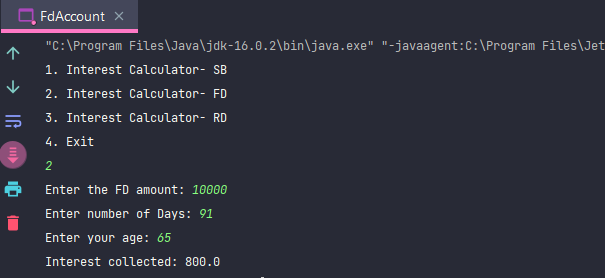 FdAccount
"C:\Program Files\Java\jdk-16.0.2\bin\java.exe" "-javaagent:C:\Program Files\Jet
1. Interest Calculator- SB
2. Interest Calculator- FD
3. Interest Calculator- RD
4. Exit
2
Enter the FD amount: 10000
Enter number of Days: 91
Enter your age: 65
Interest collected: 800.0